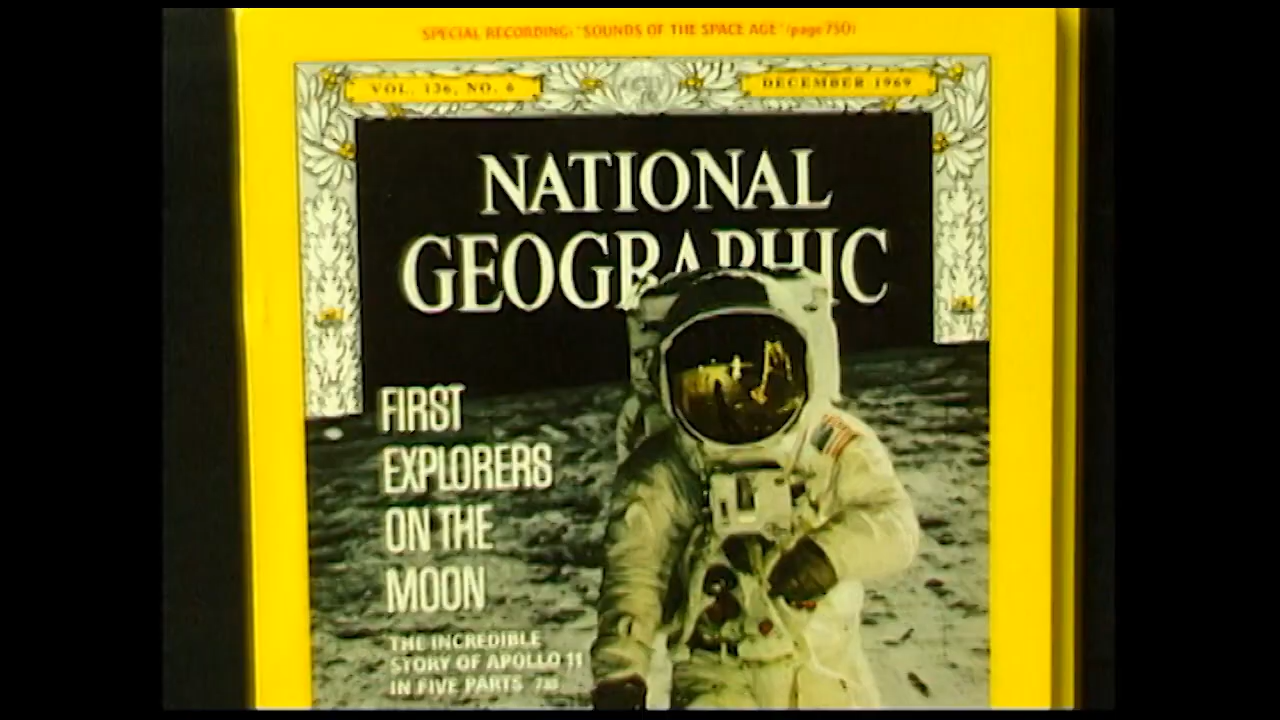 SPECIAL RECORDING: "SOUNDS OF THE SPACE AGE" (page 750)
VOL. 136, NO. 6
DECEMBER 1969
NATIONAL
GEOGRAPHIC
FIRST
EXPLORERS
ON THE
MOON
THE INCREDIBLE
STORY OF APOLLO 11
IN FIVE PARTS